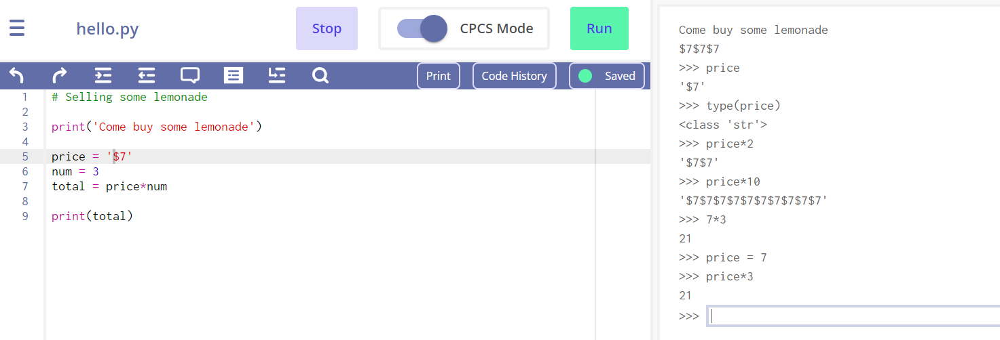 hello.py
Stop
CPCS Mode
Run
Print
Code History
Saved
1 # Selling some lemonade
2
3 print('Come buy some lemonade')
4
5 price = '$7'
6 num = 3
7 total = price*num
8
9 print(total)
Come buy some lemonade
$7$7$7
>>> price
'$7'
>>> type(price)
<class 'str'>
>>> price*2
'$7$7'
>>> price*10
'$7$7$7$7$7$7$7$7$7$7'
>>> 7*3
21
>>> price = 7
>>> price*3
21
>>>